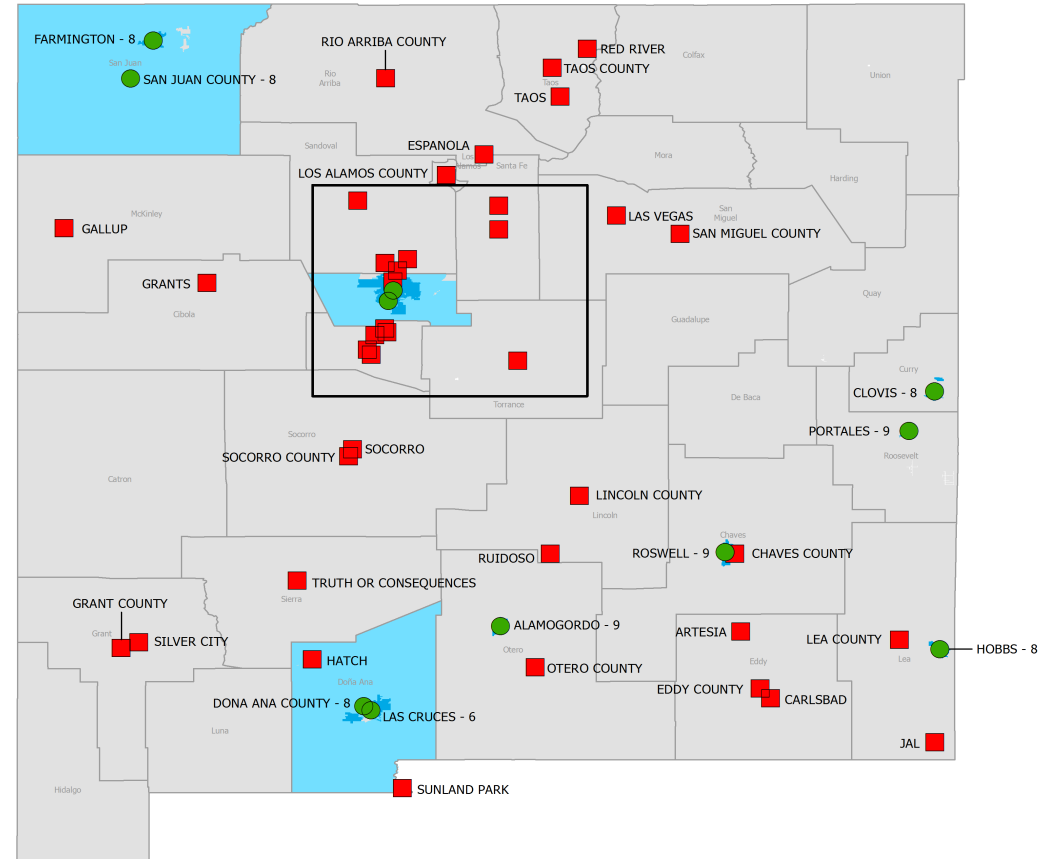 FARMINGTON - 8
San Juan
SAN JUAN COUNTY - 8
RIO ARRIBA COUNTY
Rio
Arriba
RED RIVER
TAOS COUNTY
Taos
TAOS
Colfax
Union
Sandoval
ESPANOLA
Los
Alamos
Santa Fe
LOS ALAMOS COUNTY
Mora
Harding
McKinley
GALLUP
LAS VEGAS
San
Miguel
SAN MIGUEL COUNTY
GRANTS
Cibola
Quay
Guadalupe
Curry
CLOVIS - 8
De Baca
Torrance
PORTALES - 9
Roosevelt
Socorro
SOCORRO
SOCORRO COUNTY
Catron
LINCOLN COUNTY
Lincoln
Chaves
ROSWELL - 9
CHAVES COUNTY
RUIDOSO
TRUTH OR CONSEQUENCES
Sierra
GRANT COUNTY
Grant
SILVER CITY
ALAMOGORDO - 9
Otero
OTERO COUNTY
ARTESIA
Eddy
LEA COUNTY
Lea
HOBBS - 8
HATCH
Doña Ana
EDDY COUNTY
CARLSBAD
DONA ANA COUNTY - 8
LAS CRUCES - 6
Luna
JAL
Hidalgo
SUNLAND PARK